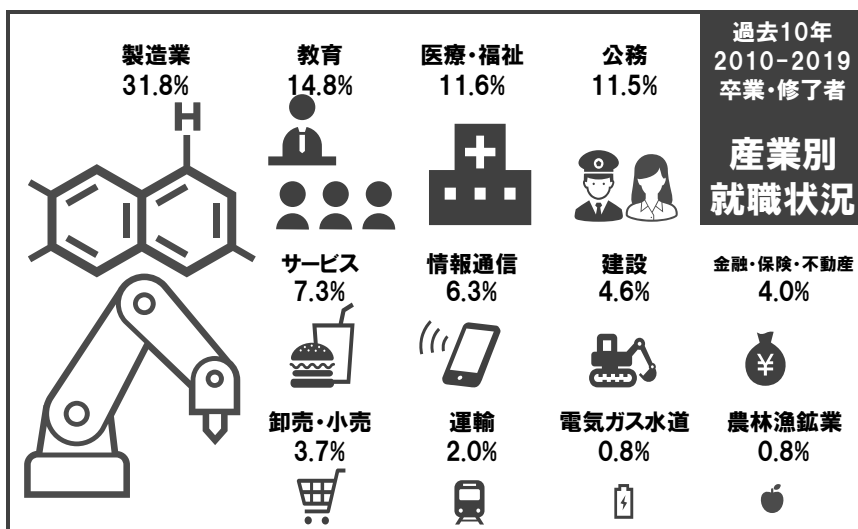 過去10年
2010-2019
卒業・修了者
産業別
就職状況
製造業
31.8%
H
教育
14.8%
医療・福祉
11.6%
公務
11.5%
サービス
7.3%
情報通信
6.3%
建設
4.6%
金融・保険・不動産
4.0%
¥
卸売・小売
3.7%
運輸
2.0%
電気ガス水道
0.8%
農林漁鉱業
0.8%